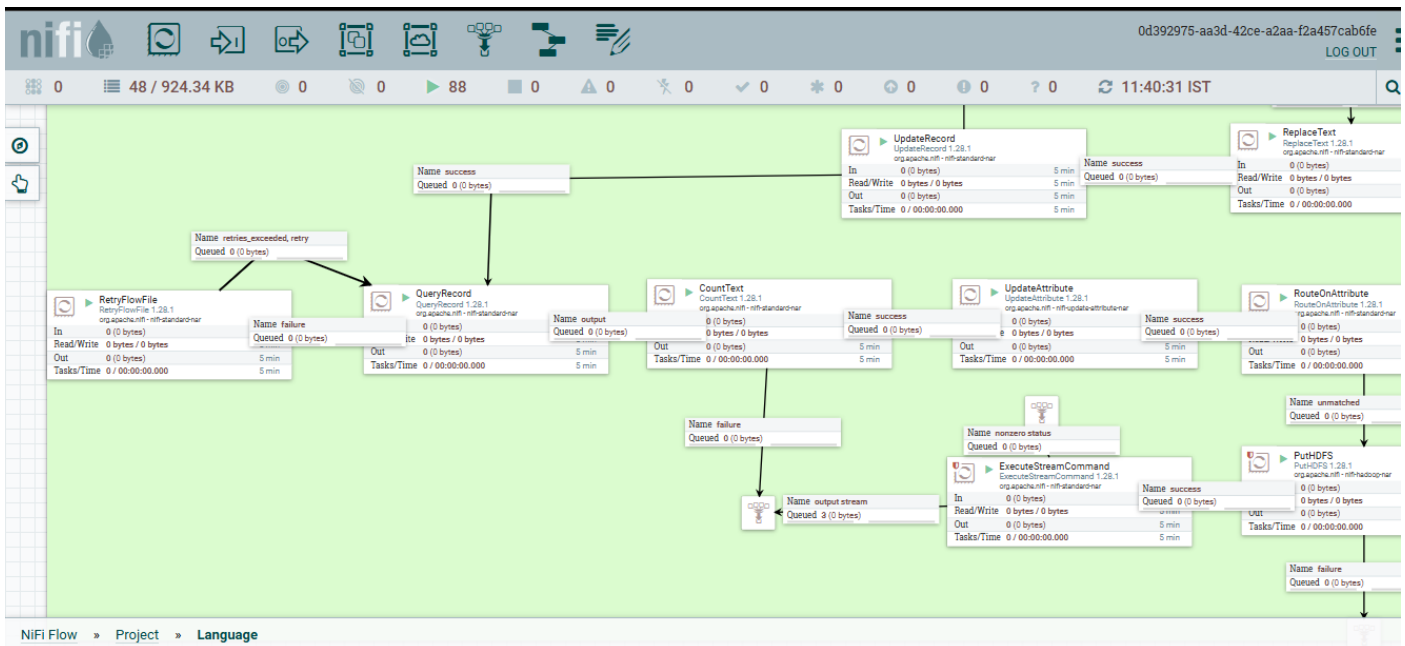 nifi
0d392975-aa3d-42ce-a2aa-f2a457cab6fe
LOG OUT
0 48 / 924.34 KB 0 0 88 0 0 0 0 0 0 0 ? 0 11:40:31 IST
UpdateRecord
UpdateRecord 1.28.1
org.apache.nifi - nifi-standard-nar
In 0 (0 bytes) 5 min
Read/Write 0 bytes / 0 bytes 5 min
Out 0 (0 bytes) 5 min
Tasks/Time 0 / 00:00:00.000 5 min
Name success
Queued 0 (0 bytes)
ReplaceText
ReplaceText 1.28.1
org.apache.nifi - nifi-standard-nar
In 0 (0 bytes)
Read/Write 0 bytes / 0 bytes
Out 0 (0 bytes)
Tasks/Time 0 / 00:00:00.000
Name success
Queued 0 (0 bytes)
Name retries_exceeded, retry
Queued 0 (0 bytes)
RetryFlowFile
RetryFlowFile 1.28.1
org.apache.nifi - nifi-standard-nar
In 0 (0 bytes)
Read/Write 0 bytes / 0 bytes
Out 0 (0 bytes) 5 min
Tasks/Time 0 / 00:00:00.000 5 min
Name failure
Queued 0 (0 bytes)
QueryRecord
QueryRecord 1.28.1
org.apache.nifi - nifi-standard-nar
0 (0 bytes)
0 bytes / 0 bytes
Out 0 (0 bytes) 5 min
Tasks/Time 0 / 00:00:00.000 5 min
Name output
Queued 0 (0 bytes)
CountText
CountText 1.28.1
org.apache.nifi - nifi-standard-nar
0 (0 bytes)
0 bytes / 0 bytes
Out 0 (0 bytes) 5 min
Tasks/Time 0 / 00:00:00.000 5 min
Name success
Queued 0 (0 bytes)
UpdateAttribute
UpdateAttribute 1.28.1
org.apache.nifi - nifi-update-attribute-nar
0 (0 bytes)
0 bytes / 0 bytes
Out 0 (0 bytes) 5 min
Tasks/Time 0 / 00:00:00.000 5 min
Name success
Queued 0 (0 bytes)
RouteOnAttribute
RouteOnAttribute 1.28.1
org.apache.nifi - nifi-standard-nar
0 (0 bytes)
0 bytes / 0 bytes
Out 0 (0 bytes)
Tasks/Time 0 / 00:00:00.000
Name unmatched
Queued 0 (0 bytes)
Name failure
Queued 0 (0 bytes)
Name nonzero status
Queued 0 (0 bytes)
ExecuteStreamCommand
ExecuteStreamCommand 1.28.1
org.apache.nifi - nifi-standard-nar
In 0 (0 bytes)
Read/Write 0 bytes / 0 bytes
Out 0 (0 bytes) 5 min
Tasks/Time 0 / 00:00:00.000 5 min
Name output stream
Queued 3 (0 bytes)
Name success
Queued 0 (0 bytes)
PutHDFS
PutHDFS 1.28.1
org.apache.nifi - nifi-hadoop-nar
0 (0 bytes)
0 bytes / 0 bytes
Out 0 (0 bytes)
Tasks/Time 0 / 00:00:00.000
Name failure
Queued 0 (0 bytes)
NiFi Flow » Project » Language